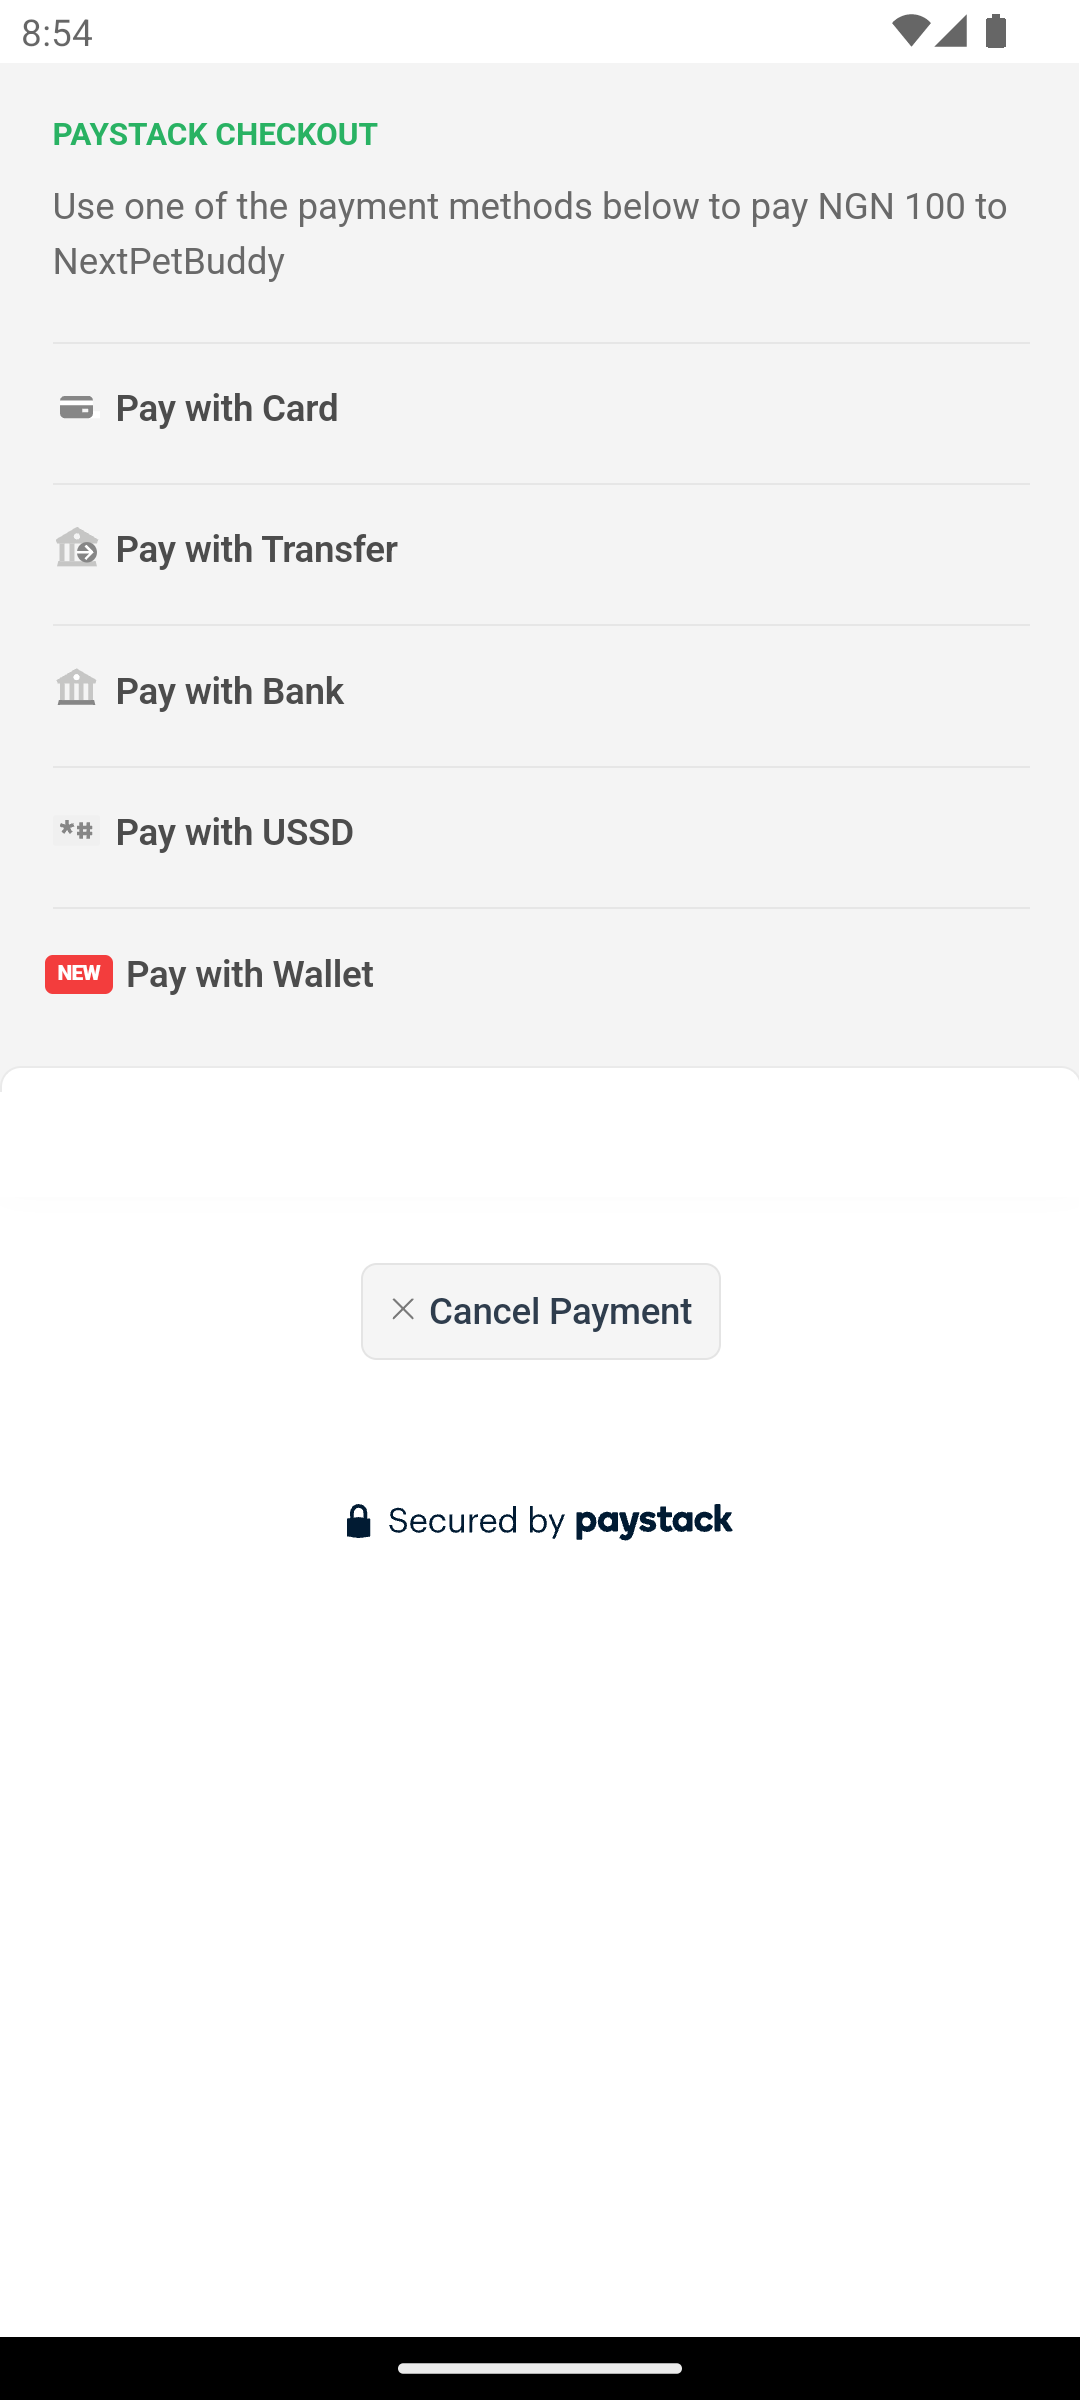 8:54
PAYSTACK CHECKOUT
Use one of the payment methods below to pay NGN 100 to
NextPetBuddy
Pay with Card
Pay with Transfer
Pay with Bank
*# Pay with USSD
NEW Pay with Wallet
Cancel Payment
Secured by paystack